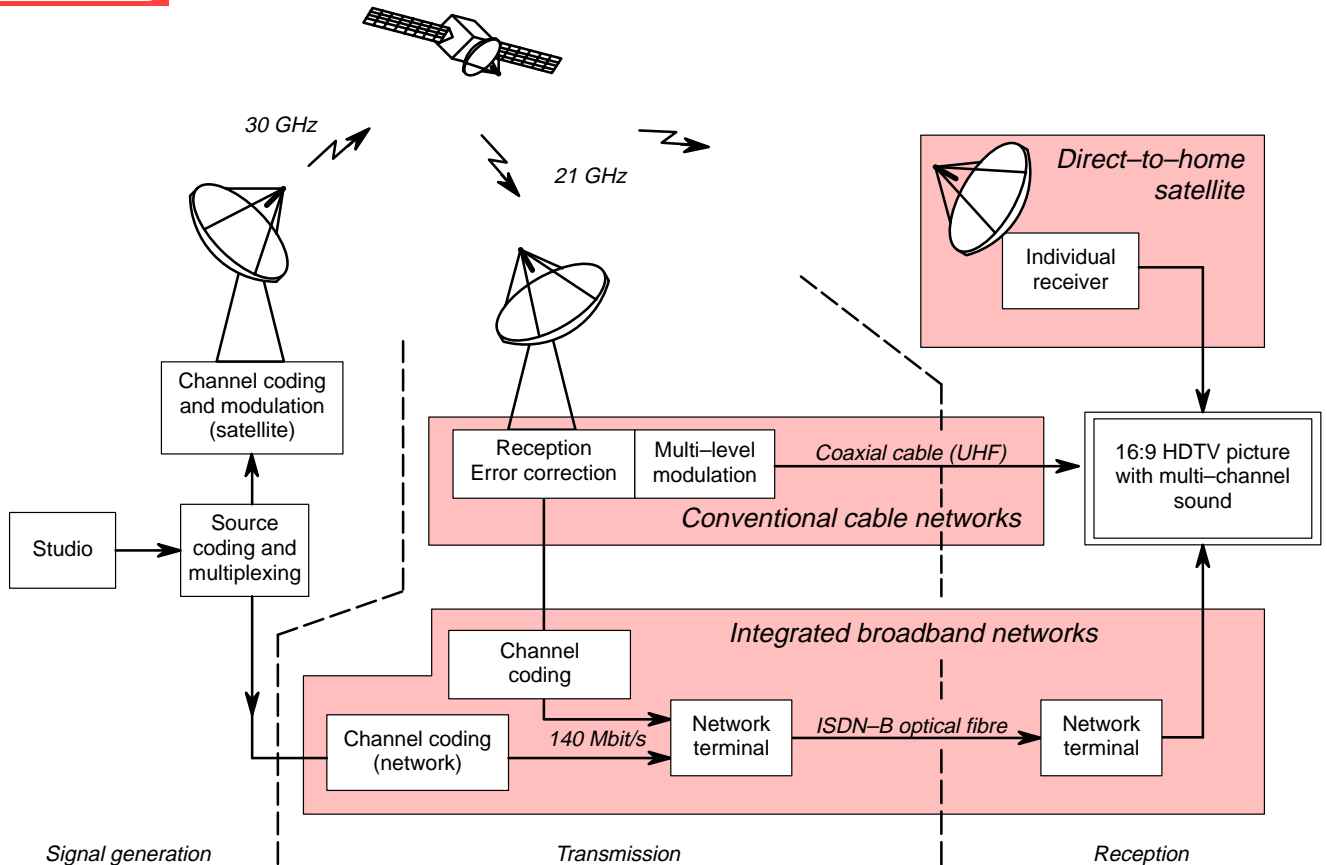 30 GHz
21 GHz
Direct–to–home
satellite
Individual
receiver
Channel coding
and modulation
(satellite)
Reception
Error correction
Multi–level
modulation
Coaxial cable (UHF)
16:9 HDTV picture
with multi–channel
sound
Conventional cable networks
Studio
Source
coding and
multiplexing
Integrated broadband networks
Channel
coding
Channel coding
(network)
140 Mbit/s
Network
terminal
ISDN–B optical fibre
Network
terminal
Signal generation
Transmission
Reception